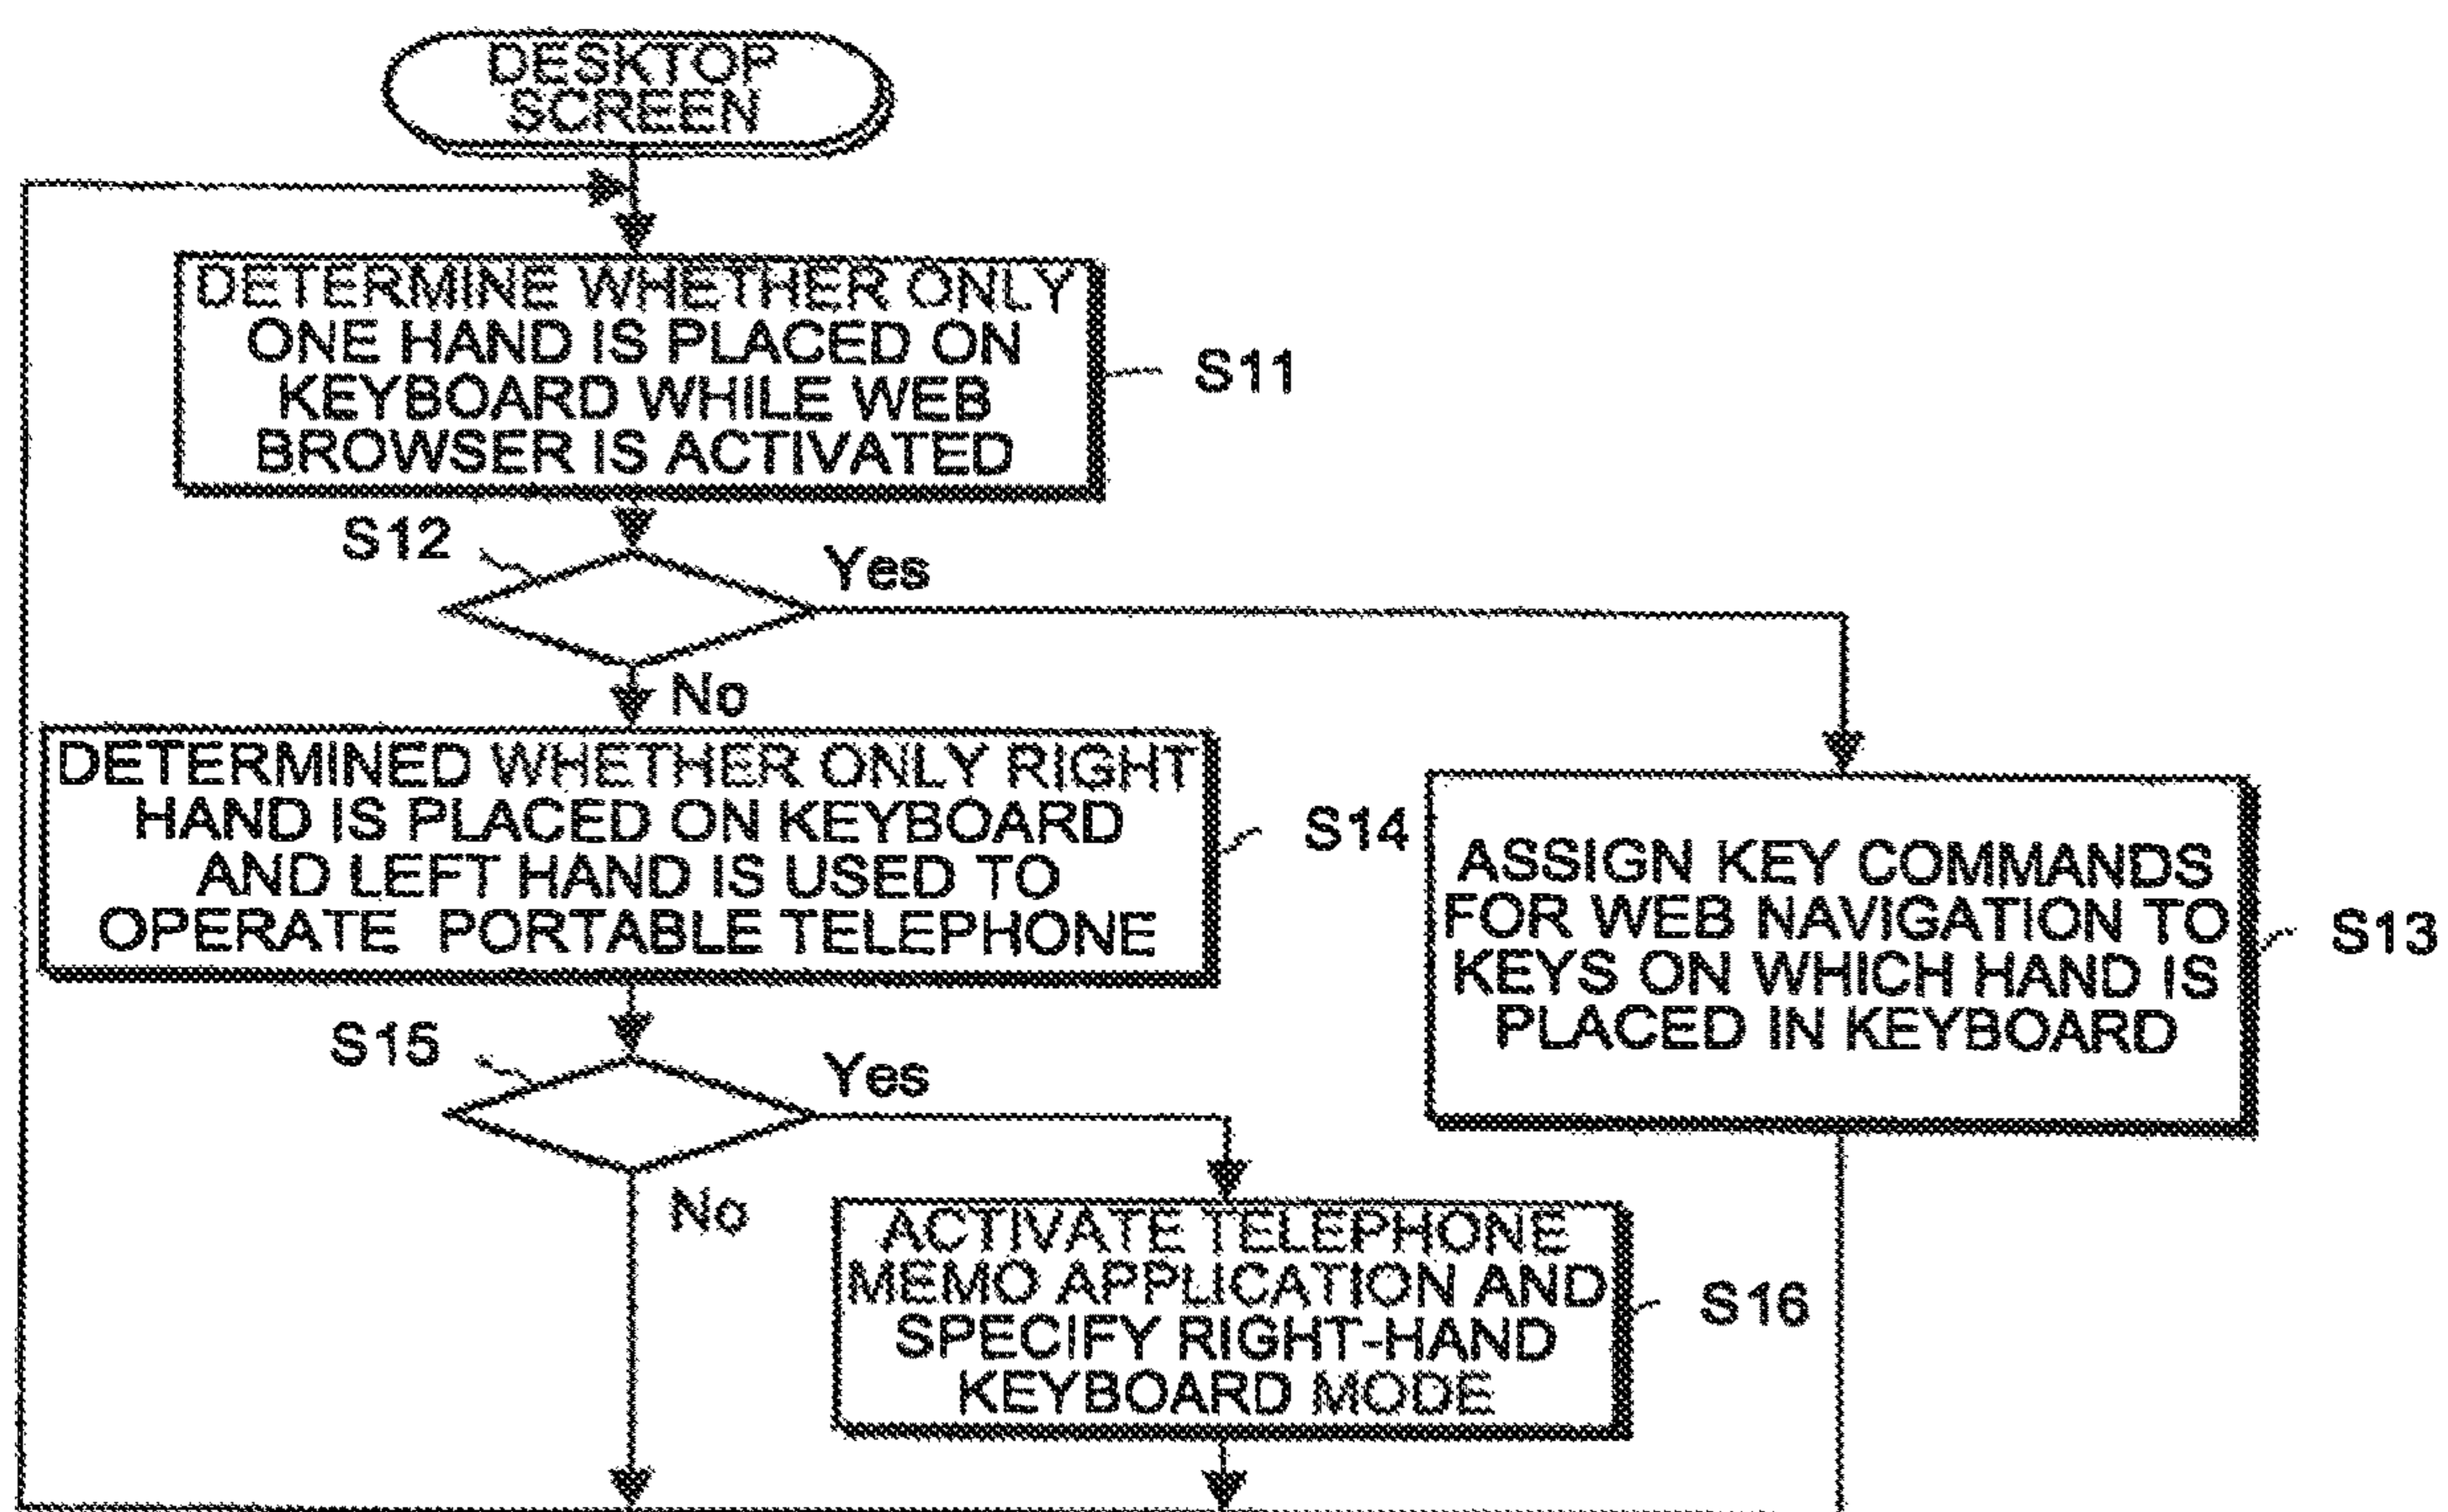 DESKTOP
SCREEN
DETERMINE WHETHER ONLY
ONE HAND IS PLACED ON
KEYBOARD WHILE WEB
BROWSER IS ACTIVATED
S11
S12
Yes
No
DETERMINED WHETHER ONLY RIGHT
HAND IS PLACED ON KEYBOARD
AND LEFT HAND IS USED TO
OPERATE PORTABLE TELEPHONE
S14
ASSIGN KEY COMMANDS
FOR WEB NAVIGATION TO
KEYS ON WHICH HAND IS
PLACED IN KEYBOARD
S13
S15
Yes
No
ACTIVATE TELEPHONE
MEMO APPLICATION AND
SPECIFY RIGHT-HAND
KEYBOARD MODE
S16